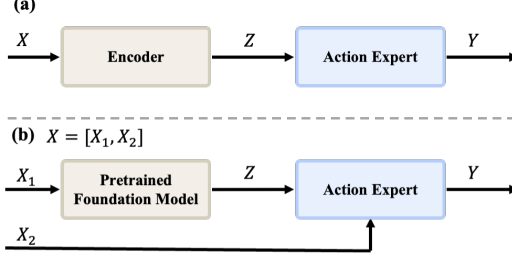 (a)
X
Z
Y
Encoder
Action Expert
(b) X = [X₁, X₂]
X₁
Z
Y
Pretrained
Foundation Model
Action Expert
X₂